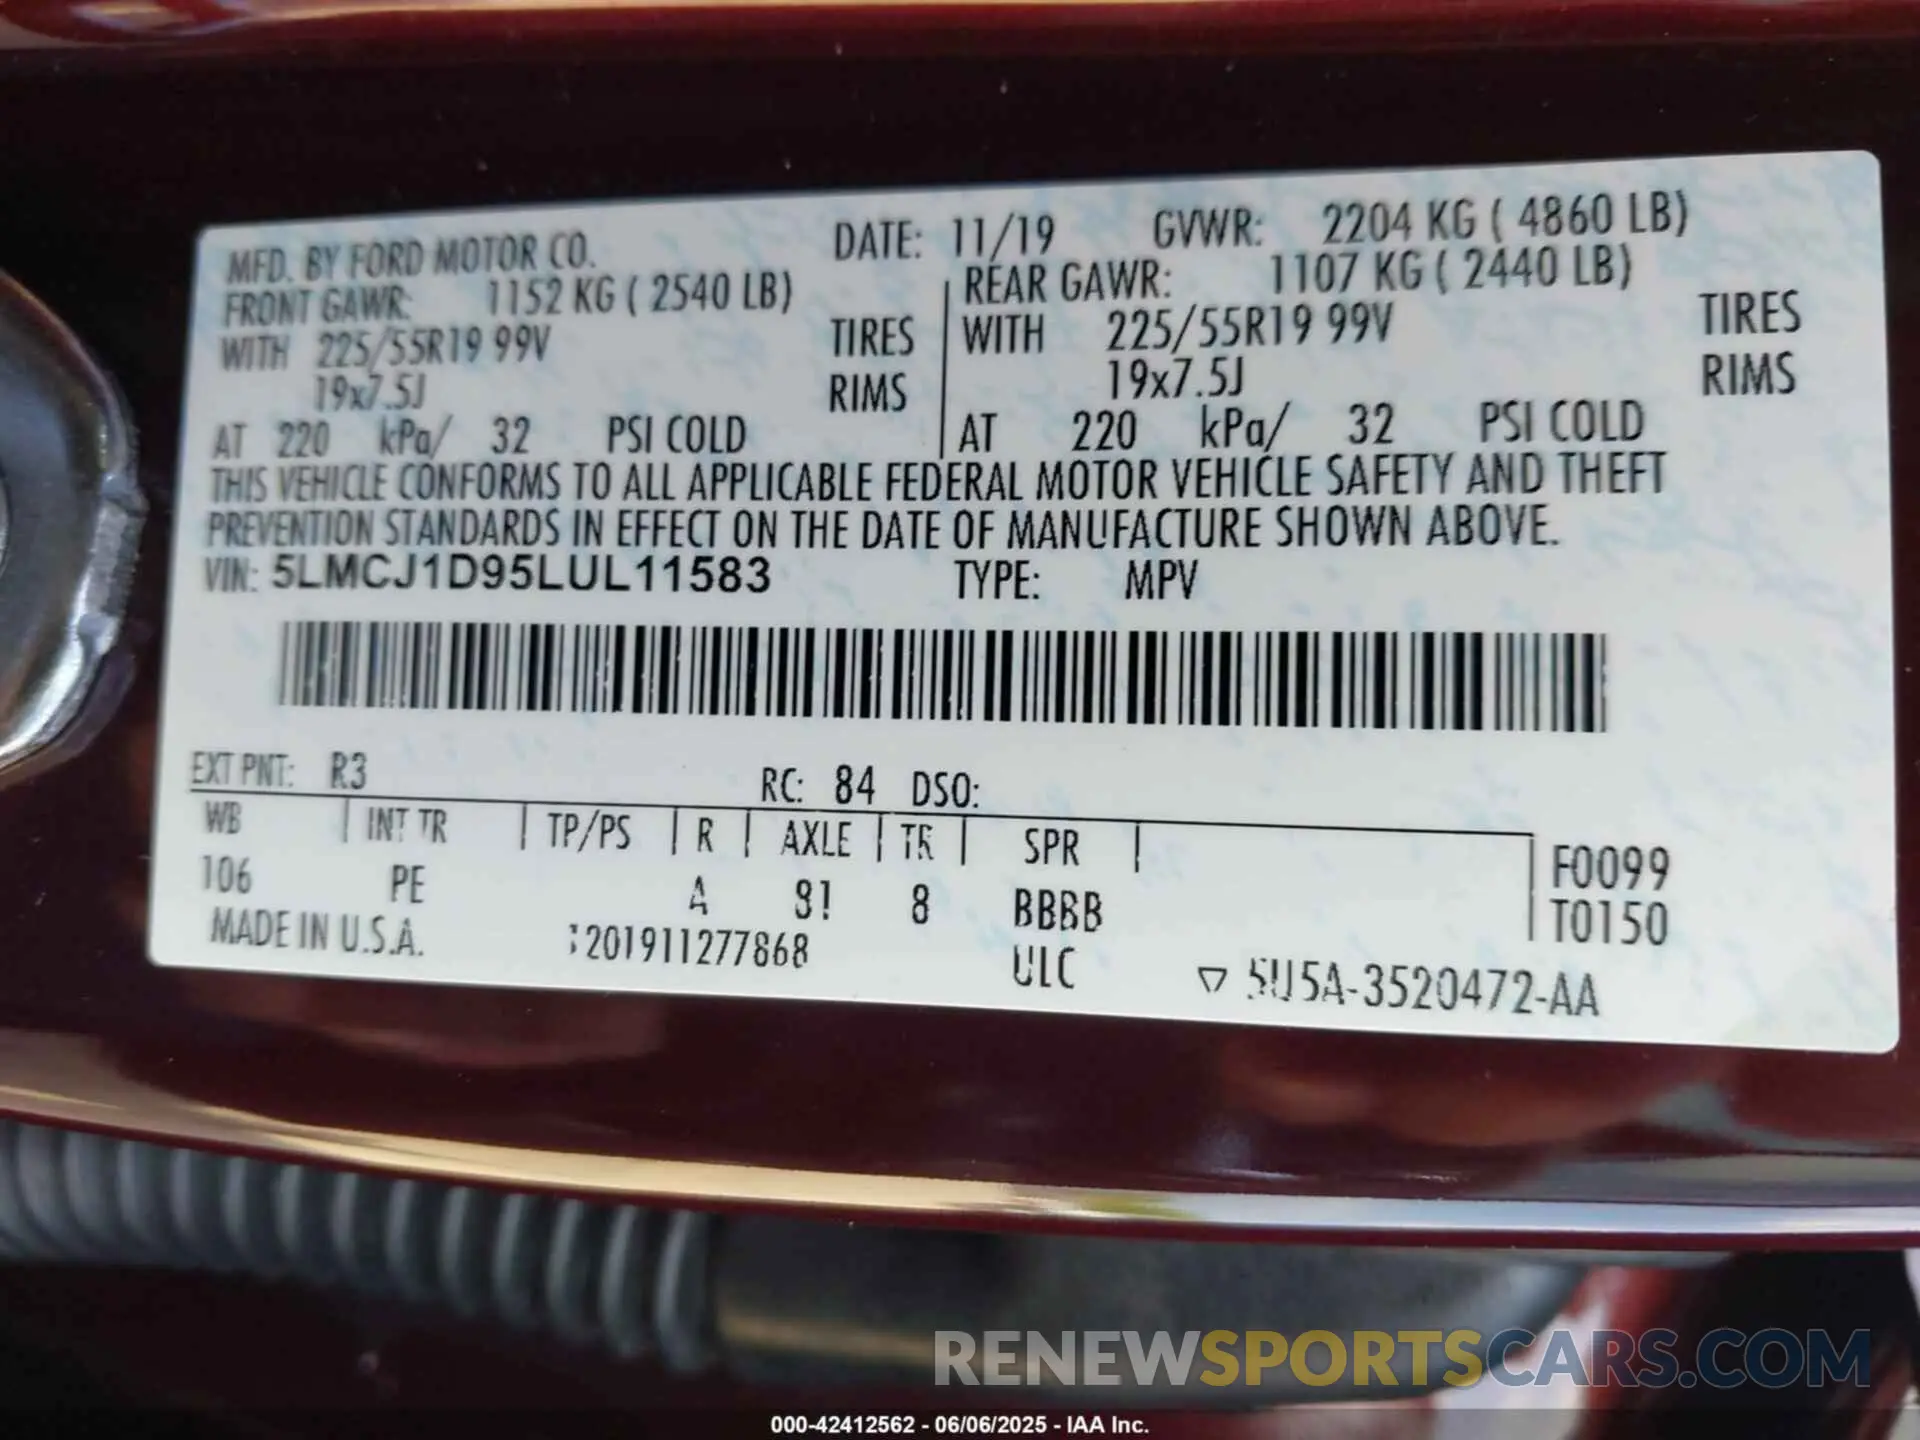 MFD. BY FORD MOTOR CO. DATE: 11/19 GVWR: 2204 KG ( 4860 LB)
FRONT GAWR: 1152 KG ( 2540 LB) REAR GAWR: 1107 KG ( 2440 LB)
WITH 225/55R19 99V TIRES WITH 225/55R19 99V TIRES
19x7.5J RIMS 19x7.5J RIMS
AT 220 kPa/ 32 PSI COLD AT 220 kPa/ 32 PSI COLD
THIS VEHICLE CONFORMS TO ALL APPLICABLE FEDERAL MOTOR VEHICLE SAFETY AND THEFT
PREVENTION STANDARDS IN EFFECT ON THE DATE OF MANUFACTURE SHOWN ABOVE.
VIN: 5LMCJ1D95LUL11583 TYPE: MPV
EXT PNT: R3 RC: 84 DSO:
WB INT TR TP/PS R AXLE TR SPR F0099
106 PE A 8 BBBB T0150
MADE IN U.S.A. 201911277868 ULC ▽ 5U5A-3520472-AA
RENEWSPORTSCARS.COM
000-42412562 - 06/06/2025 - IAA Inc.